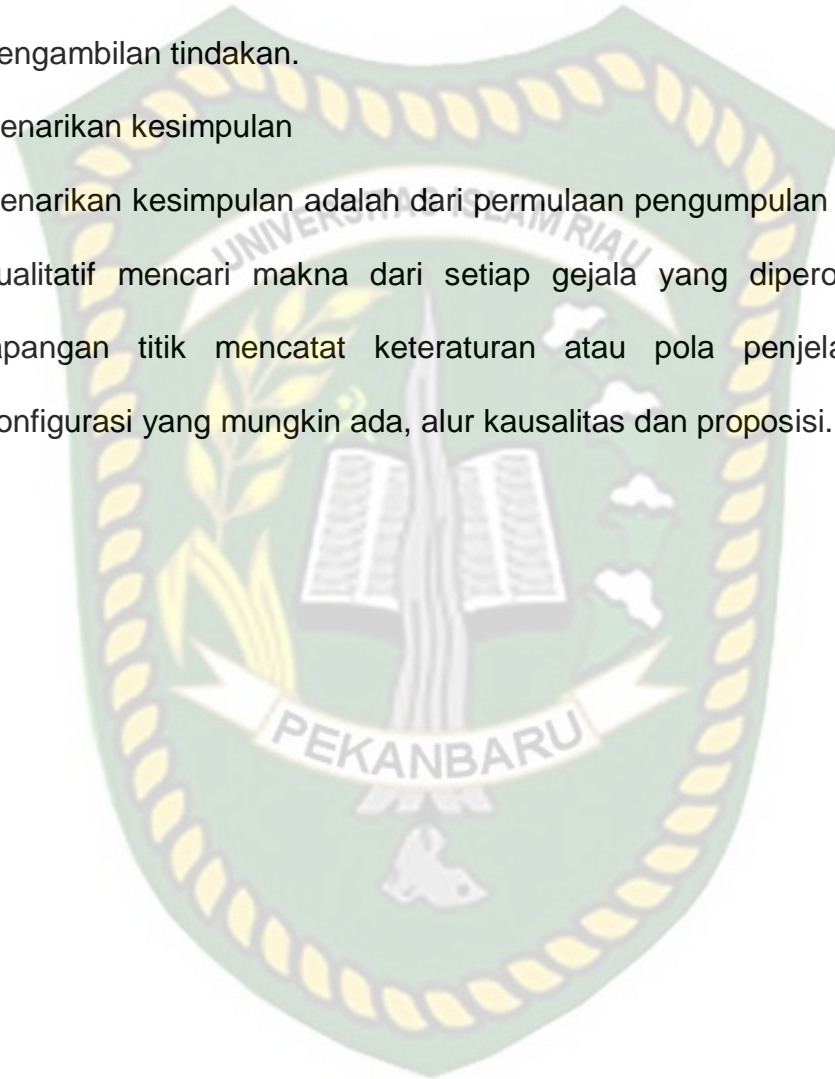 engambilan tindakan.
enarikan kesimpulan
enarikan kesimpulan adalah dari permulaan pengumpulan
ualitatif mencari makna dari setiap gejala yang dipero
apangan titik mencatat keteraturan atau pola penjela
onfigurasi yang mungkin ada, alur kausalitas dan proposisi.
UNIVERSITAS ISLAM RIAU
PEKANBARU